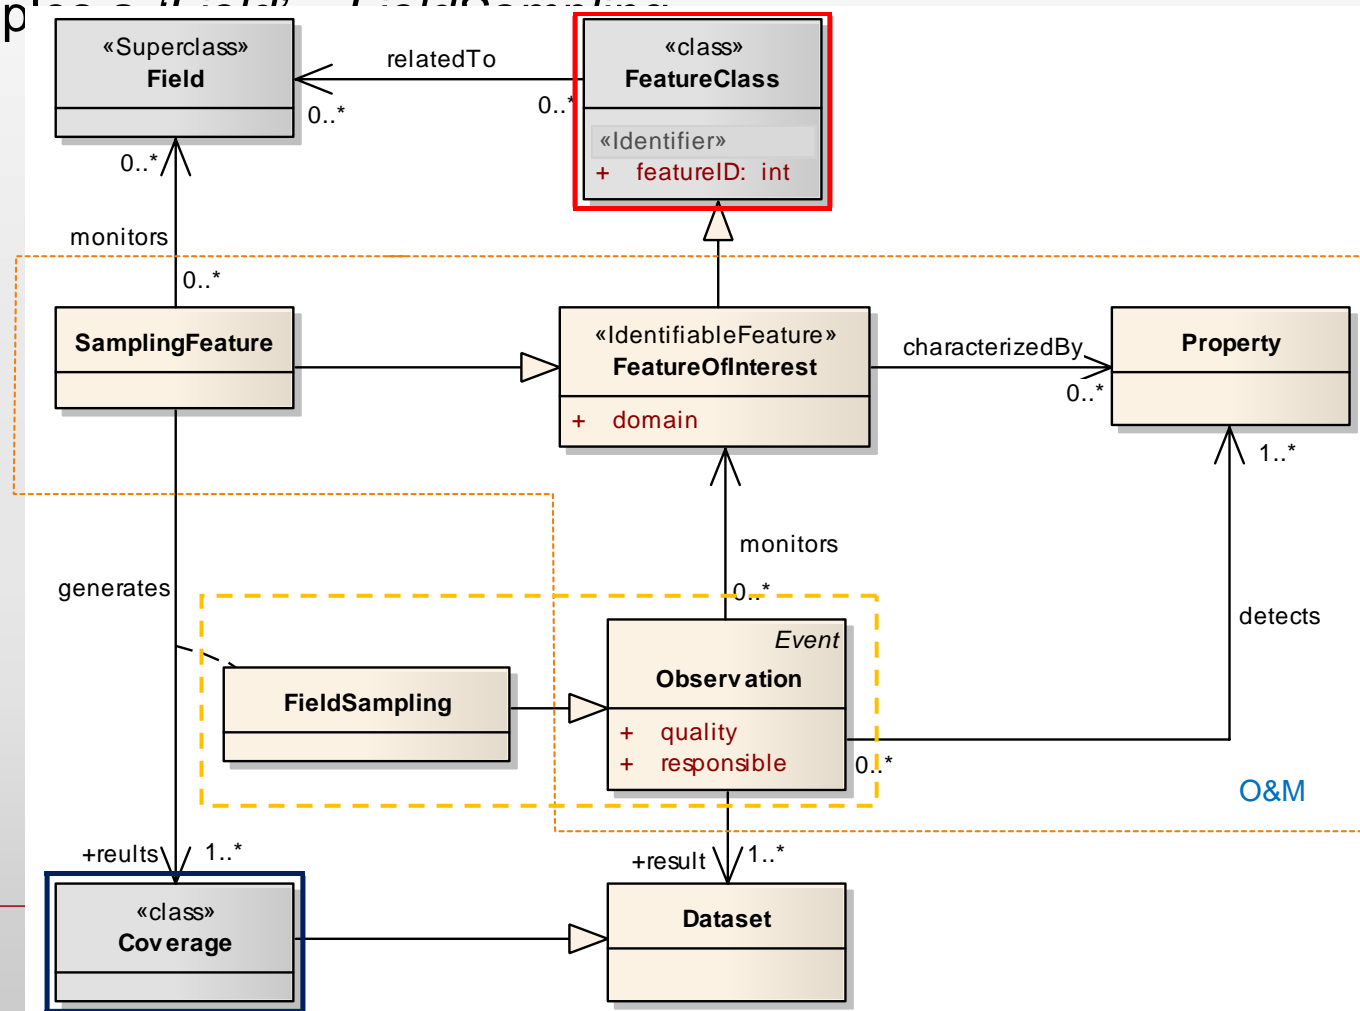 «Superclass»
Field
relatedTo
0..*
0..*
«class»
FeatureClass
«Identifier»
+ featureID: int
0..*
monitors
0..*
SamplingFeature
«IdentifiableFeature»
FeatureOfInterest
+ domain
characterizedBy
0..*
Property
1..*
monitors
0..*
generates
detects
FieldSampling
Event
Observation
+ quality
+ responsible
0..*
O&M
+reults
1..*
+result
1..*
«class»
Coverage
Dataset